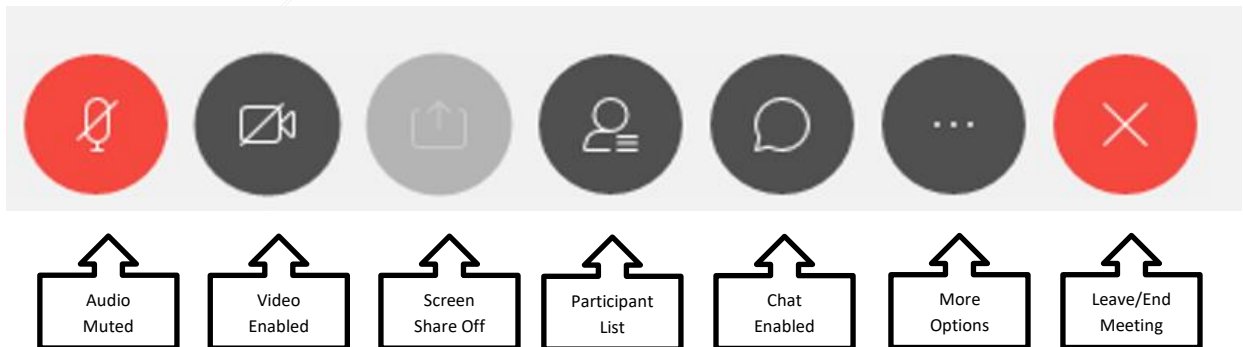 Audio
Muted
Video
Enabled
Screen
Share Off
Participant
List
Chat
Enabled
More
Options
Leave/End
Meeting